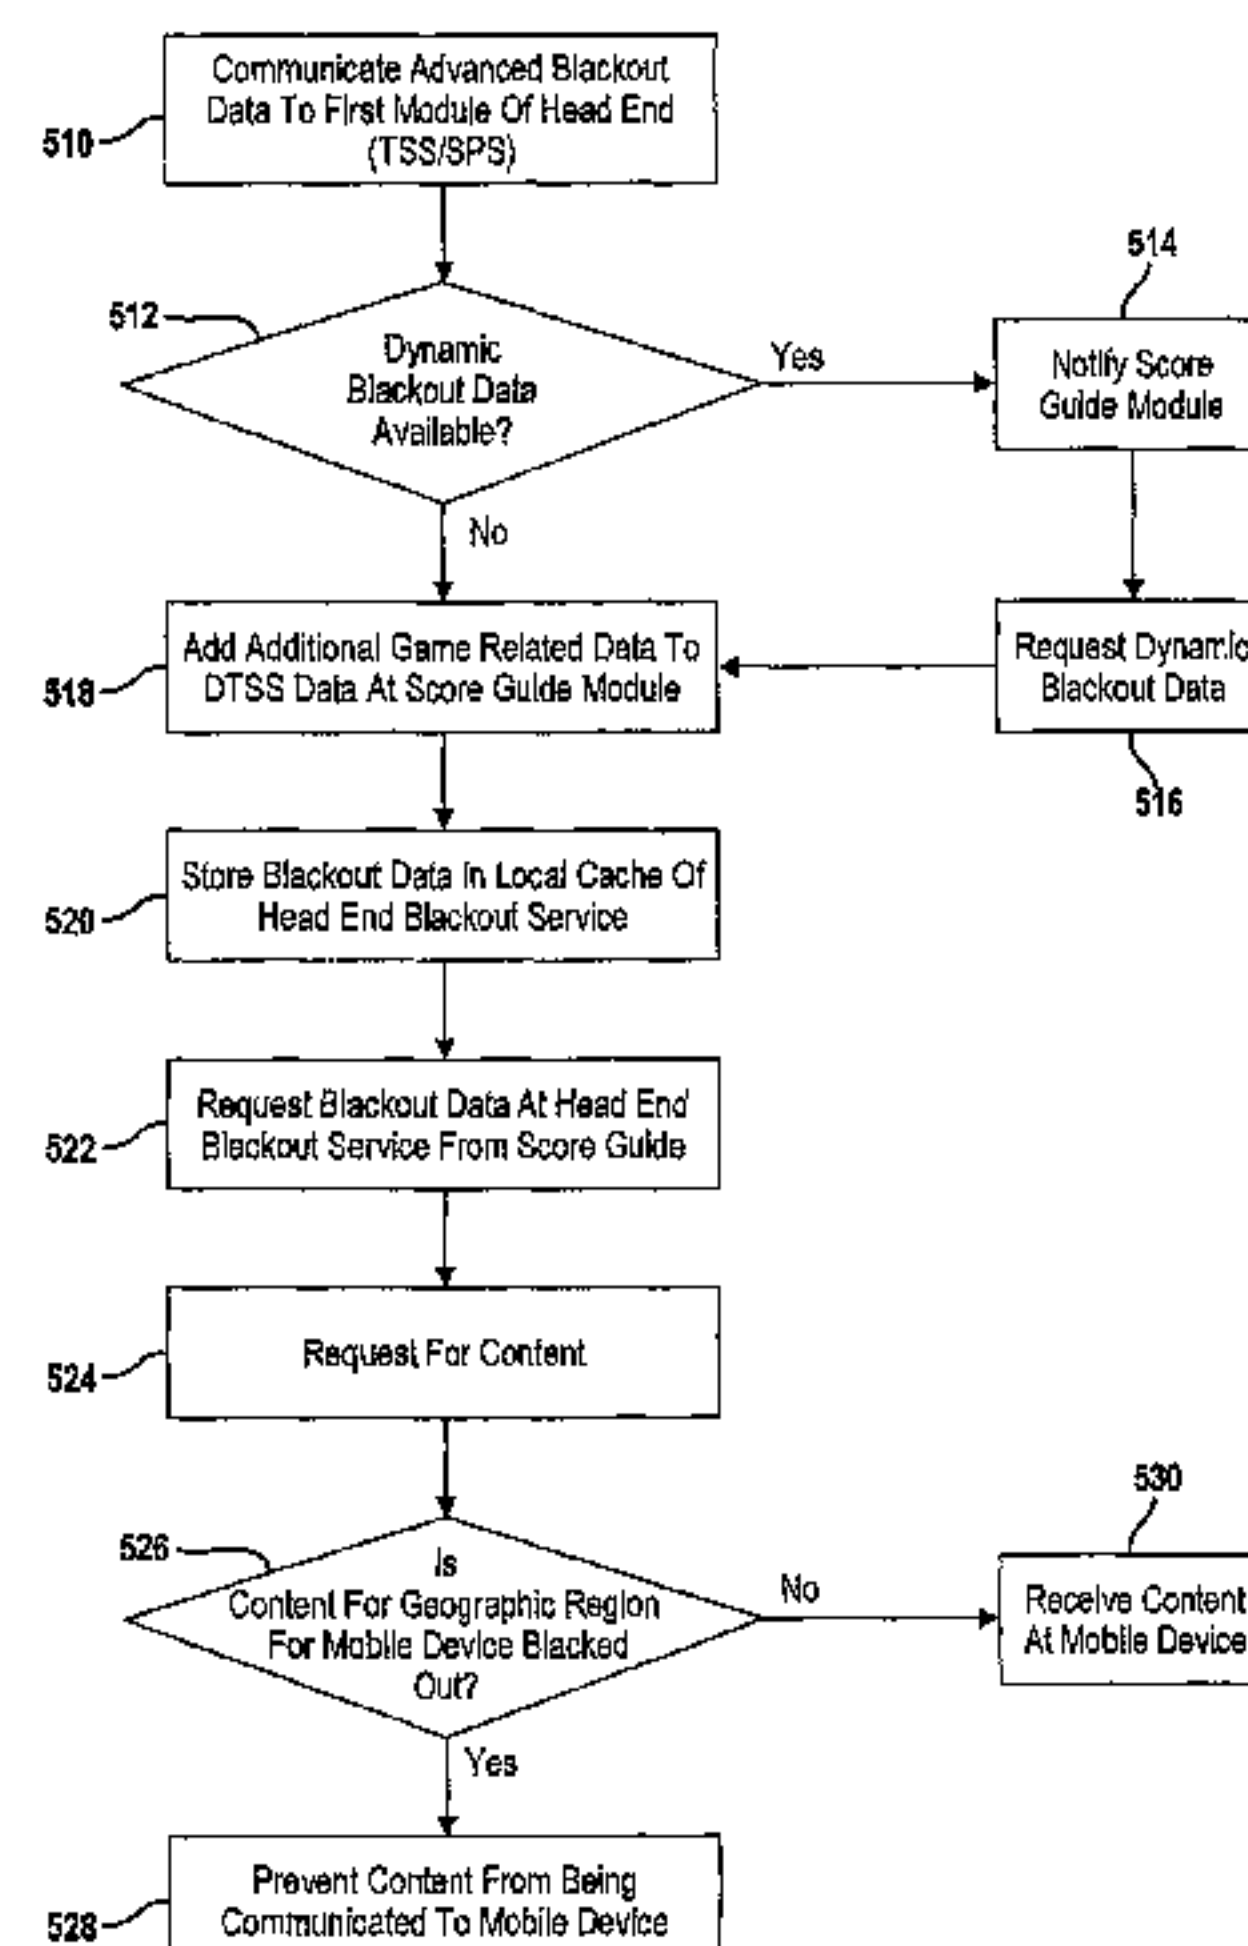 Communicate Advanced Blackout
Data To First Module Of Head End
(TSS/SPS)
510
514
512
Dynamic
Blackout Data
Available?
Yes
Notify Score
Guide Module
No
Add Additional Game Related Data To
DTSS Data At Score Guide Module
518
Request Dynamic
Blackout Data
516
Store Blackout Data In Local Cache Of
Head End Blackout Service
520
Request Blackout Data At Head End
Blackout Service From Score Guide
522
Request For Content
524
530
526
Is
Content For Geographic Region
For Mobile Device Blacked
Out?
No
Receive Content
At Mobile Device
Yes
Prevent Content From Being
Communicated To Mobile Device
528